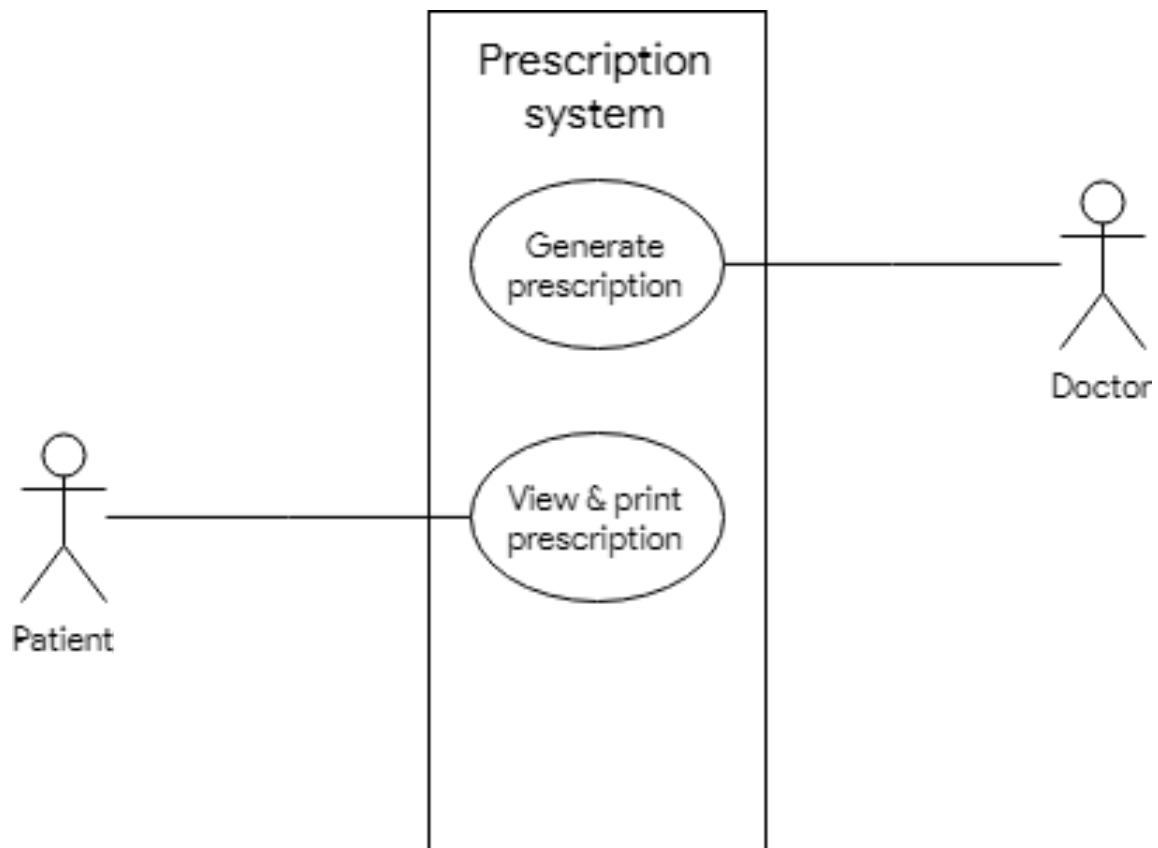 Prescription
system
Generate
prescription
Doctor
View & print
prescription
Patient